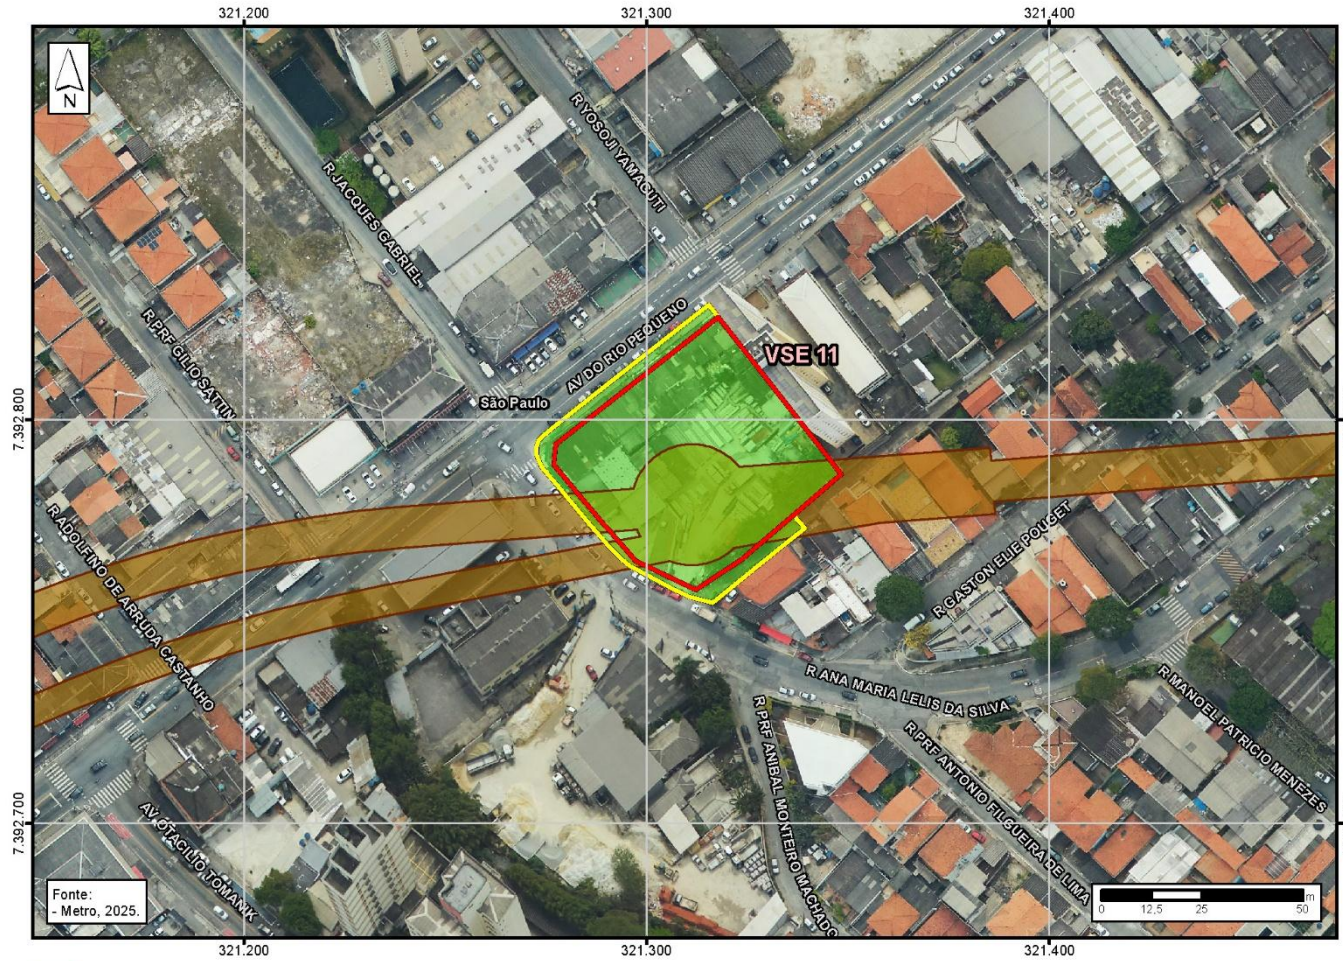 321.200
321.300
321.400
N
R YOSOJI YAMAGUTI
R JACQUES GABRIEL
R PRF GILIO SATTIN
AV DO RIO PEQUENO
VSE 11
São Paulo
7.392.800
R ADOLFINO DE ARRUDA CASTANHO
R GASTON ELIE POUGET
R ANA MARIA LELIS DA SILVA
R MANOEL PATRICIO MENEZES
R PRF ANIBAL MONTEIRO MACHADO
R PRF ANTONIO FILGUEIRA DE LIMA
7.392.700
AV OTACILIO TOMANIK
Fonte:
- Metro, 2025.
m
0 12,5 25 50
321.200
321.300
321.400